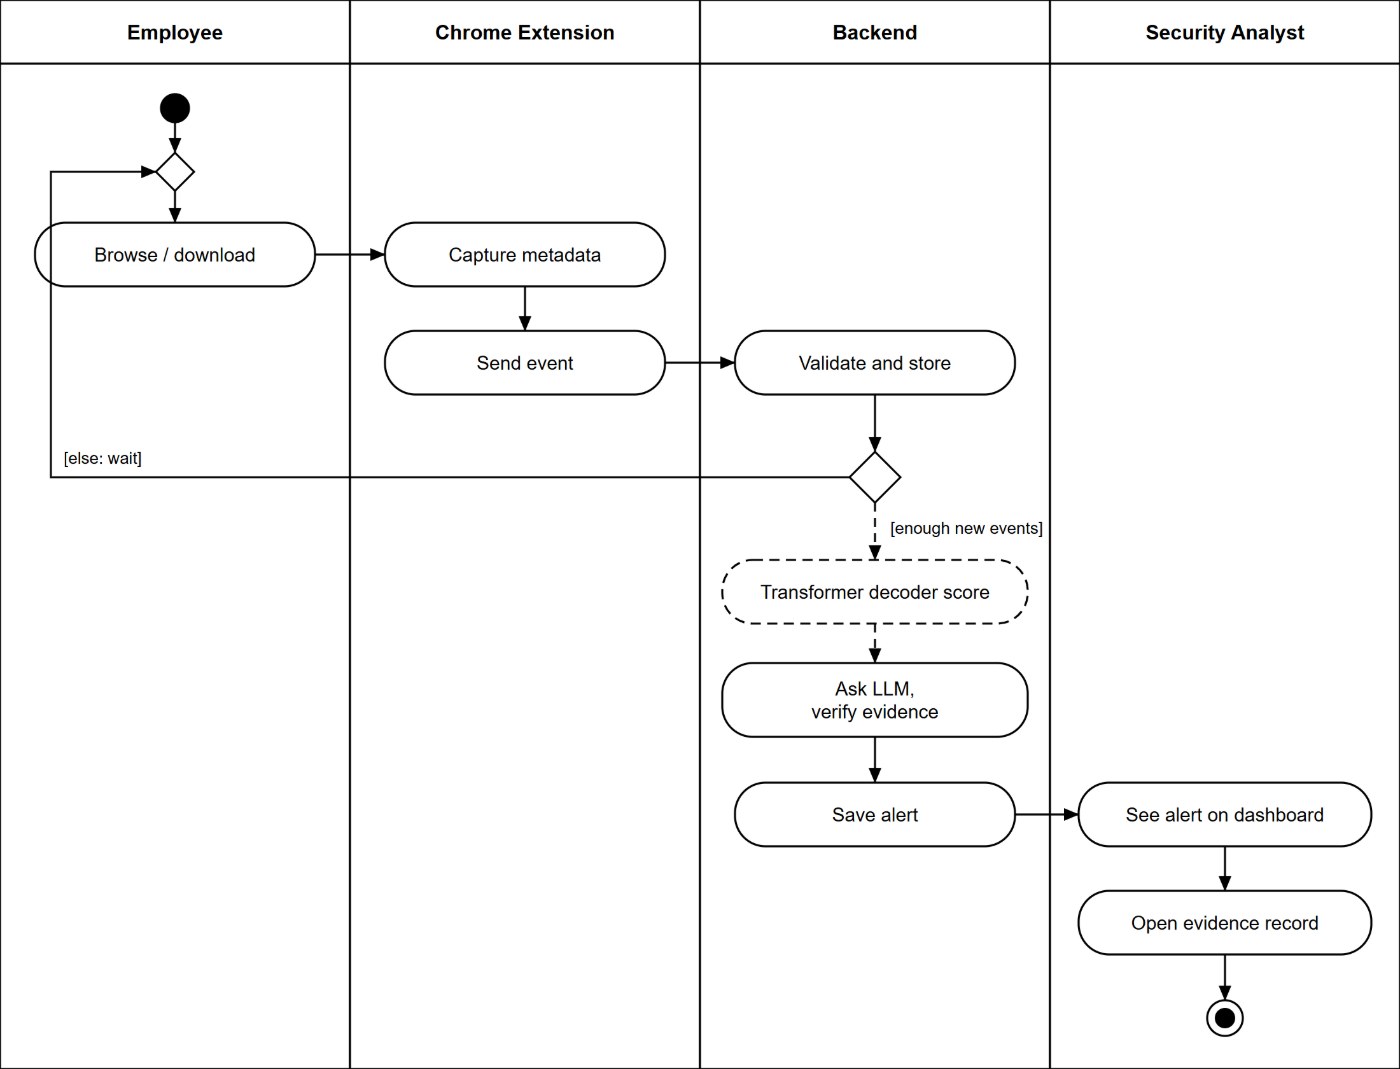 Employee
Chrome Extension
Backend
Security Analyst
Browse / download
Capture metadata
Send event
Validate and store
[else: wait]
[enough new events]
Transformer decoder score
Ask LLM,
verify evidence
Save alert
See alert on dashboard
Open evidence record